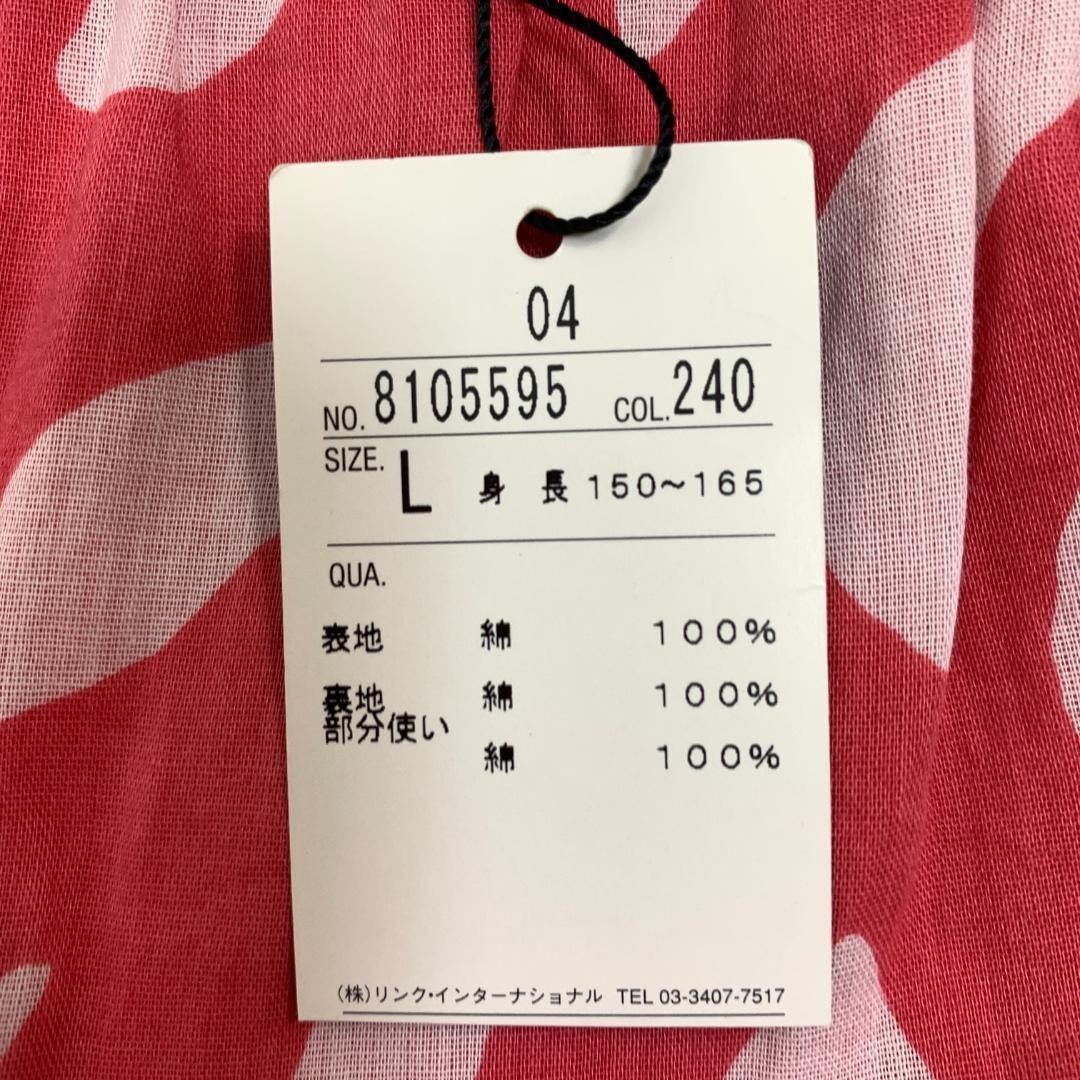 04
NO. 8105595 COL. 240
SIZE. L 身 長 150〜165
QUA.
表地 綿 100%
裏地 綿 100%
部分使い
綿 100%
(株)リンク・インターナショナル TEL 03-3407-7517